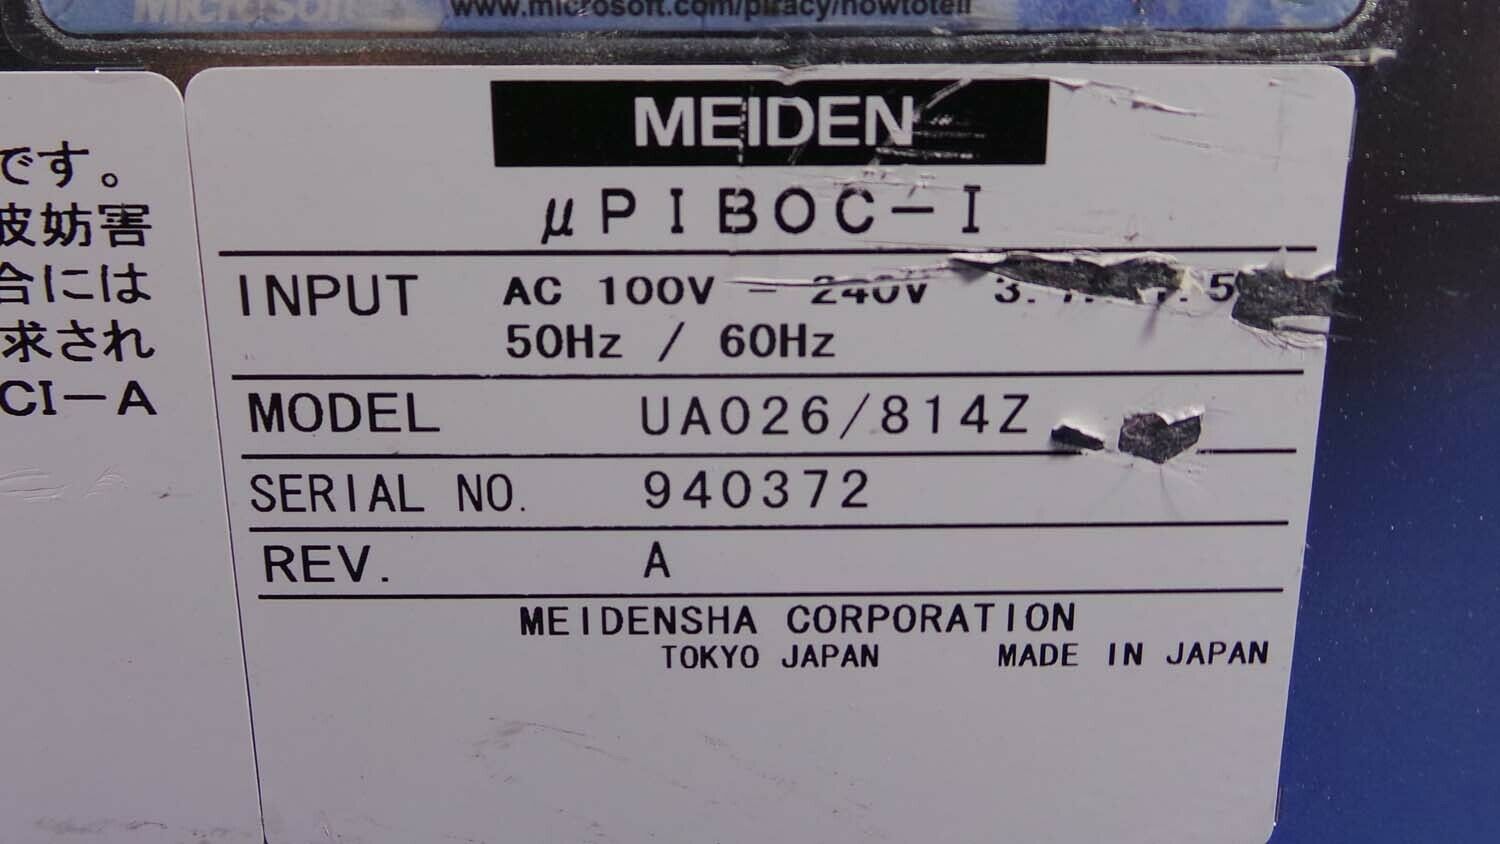 Microsoft
www.microsoft.com/piracy/howtotell
です。
波妨害
合には
求され
CI-A
MEIDEN
μPIBOC-I
INPUT AC 100V - 240V
50Hz / 60Hz
MODEL UA026/814Z
SERIAL NO. 940372
REV. A
MEIDENSHA CORPORATION
TOKYO JAPAN MADE IN JAPAN